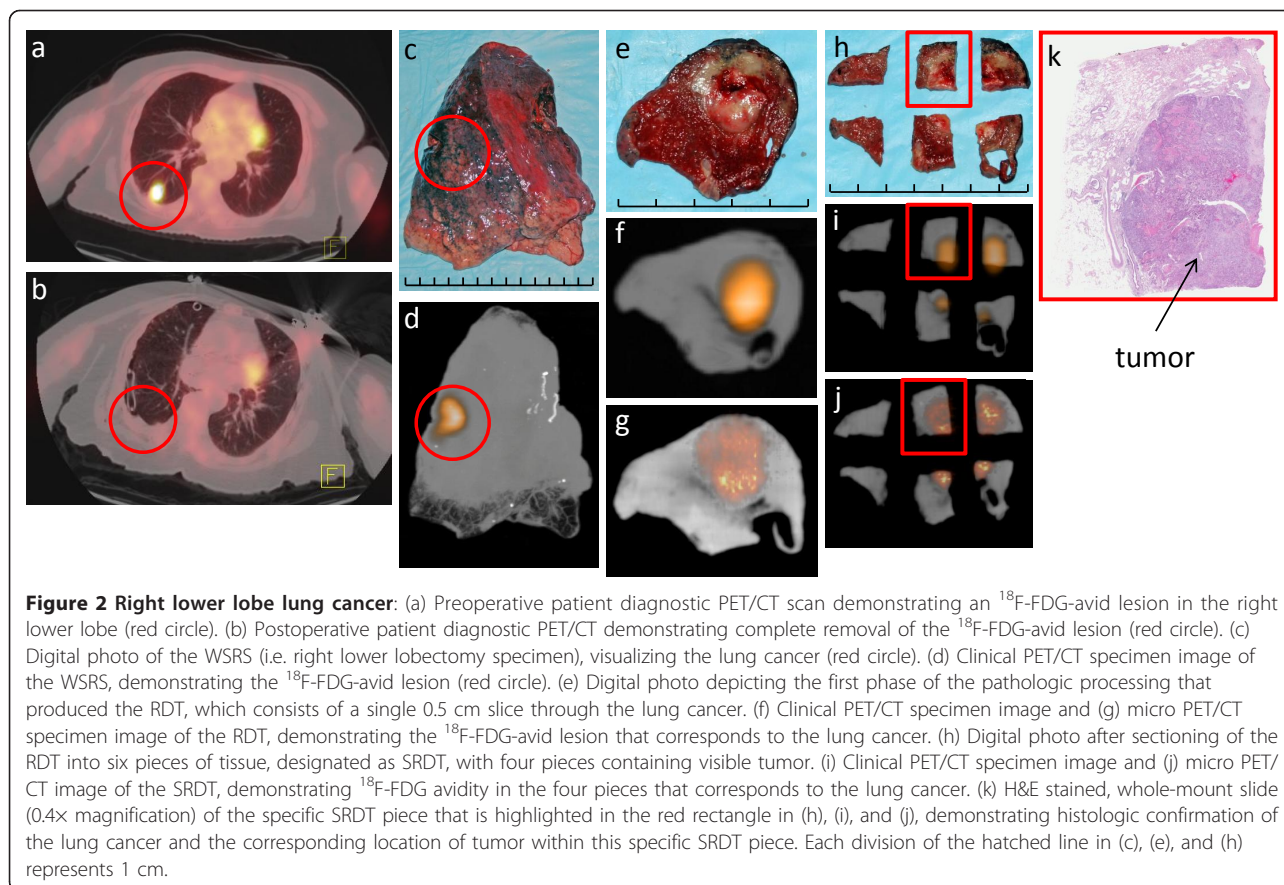 a
b
F
F
c
d
e
f
g
h
i
j
k
tumor
Figure 2 Right lower lobe lung cancer: (a) Preoperative patient diagnostic PET/CT scan demonstrating an ¹⁸F-FDG-avid lesion in the right
lower lobe (red circle). (b) Postoperative patient diagnostic PET/CT demonstrating complete removal of the ¹⁸F-FDG-avid lesion (red circle). (c)
Digital photo of the WSRS (i.e. right lower lobectomy specimen), visualizing the lung cancer (red circle). (d) Clinical PET/CT specimen image of
the WSRS, demonstrating the ¹⁸F-FDG-avid lesion (red circle). (e) Digital photo depicting the first phase of the pathologic processing that
produced the RDT, which consists of a single 0.5 cm slice through the lung cancer. (f) Clinical PET/CT specimen image and (g) micro PET/CT
specimen image of the RDT, demonstrating the ¹⁸F-FDG-avid lesion that corresponds to the lung cancer. (h) Digital photo after sectioning of the
RDT into six pieces of tissue, designated as SRDT, with four pieces containing visible tumor. (i) Clinical PET/CT specimen image and (j) micro PET/
CT image of the SRDT, demonstrating ¹⁸F-FDG avidity in the four pieces that corresponds to the lung cancer. (k) H&E stained, whole-mount slide
(0.4× magnification) of the specific SRDT piece that is highlighted in the red rectangle in (h), (i), and (j), demonstrating histologic confirmation of
the lung cancer and the corresponding location of tumor within this specific SRDT piece. Each division of the hatched line in (c), (e), and (h)
represents 1 cm.